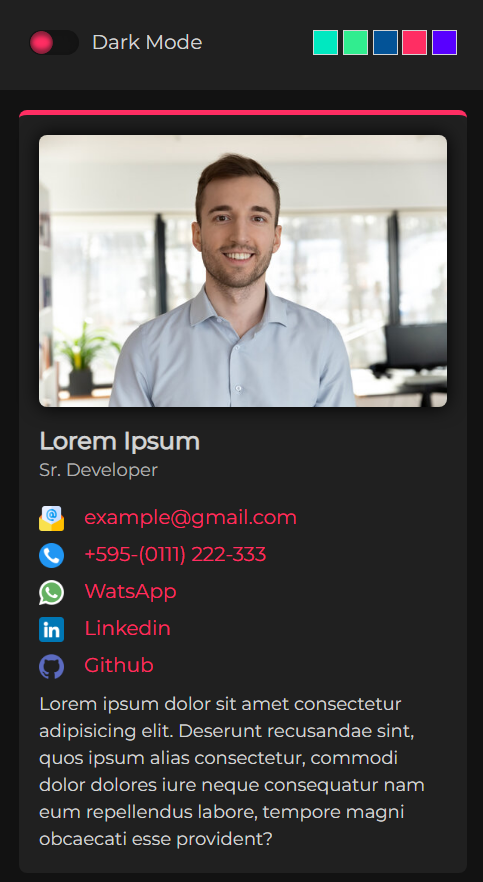 Dark Mode
Lorem Ipsum
Sr. Developer
@
example@gmail.com
+595-(0111) 222-333
WatsApp
in
Linkedin
Github
Lorem ipsum dolor sit amet consectetur
adipisicing elit. Deserunt recusandae sint,
quos ipsum alias consectetur, commodi
dolor dolores iure neque consequatur nam
eum repellendus labore, tempore magni
obcaecati esse provident?